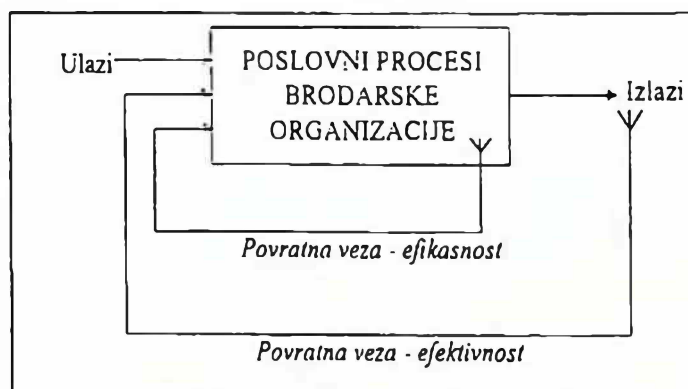 Ulazi
POSLOVNI PROCESI
BRODARSKE
ORGANIZACIJE
Izlazi
Povratna veza - efikasnost
Povratna veza - efektivnost